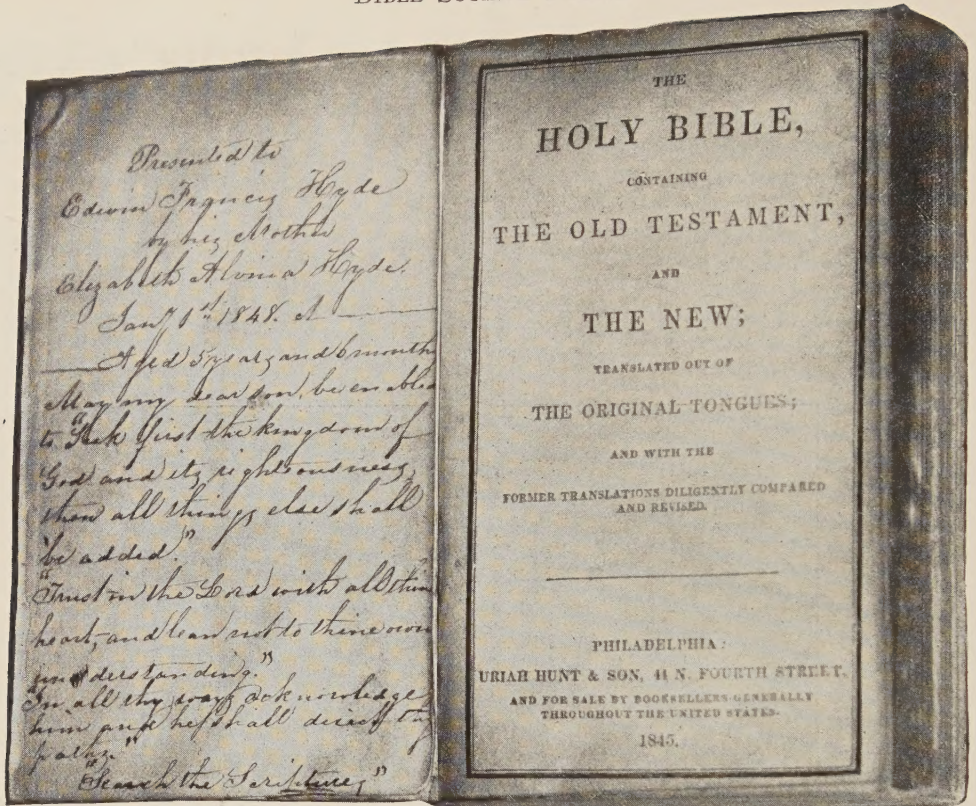 Presented to
Edwin Francis Hyde
by his Mother
Elizabeth Alvina Hyde.
Jany 1st 1848.
Aged 5 years and 6 months
May my dear son, be enabled
to "Seek first the kingdom of
God and its righteousness,
then all things else shall
be added."
"Trust in the Lord with all thine
heart, and lean not to thine own
understanding."
"In all thy ways acknowledge
him and he shall direct thy
paths."
"Search the Scriptures"
THE
HOLY BIBLE,
CONTAINING
THE OLD TESTAMENT,
AND
THE NEW;
TRANSLATED OUT OF
THE ORIGINAL TONGUES;
AND WITH THE
FORMER TRANSLATIONS DILIGENTLY COMPARED
AND REVISED.
PHILADELPHIA:
URIAH HUNT & SON, 44 N. FOURTH STREET,
AND FOR SALE BY BOOKSELLERS GENERALLY
THROUGHOUT THE UNITED STATES.
1845.